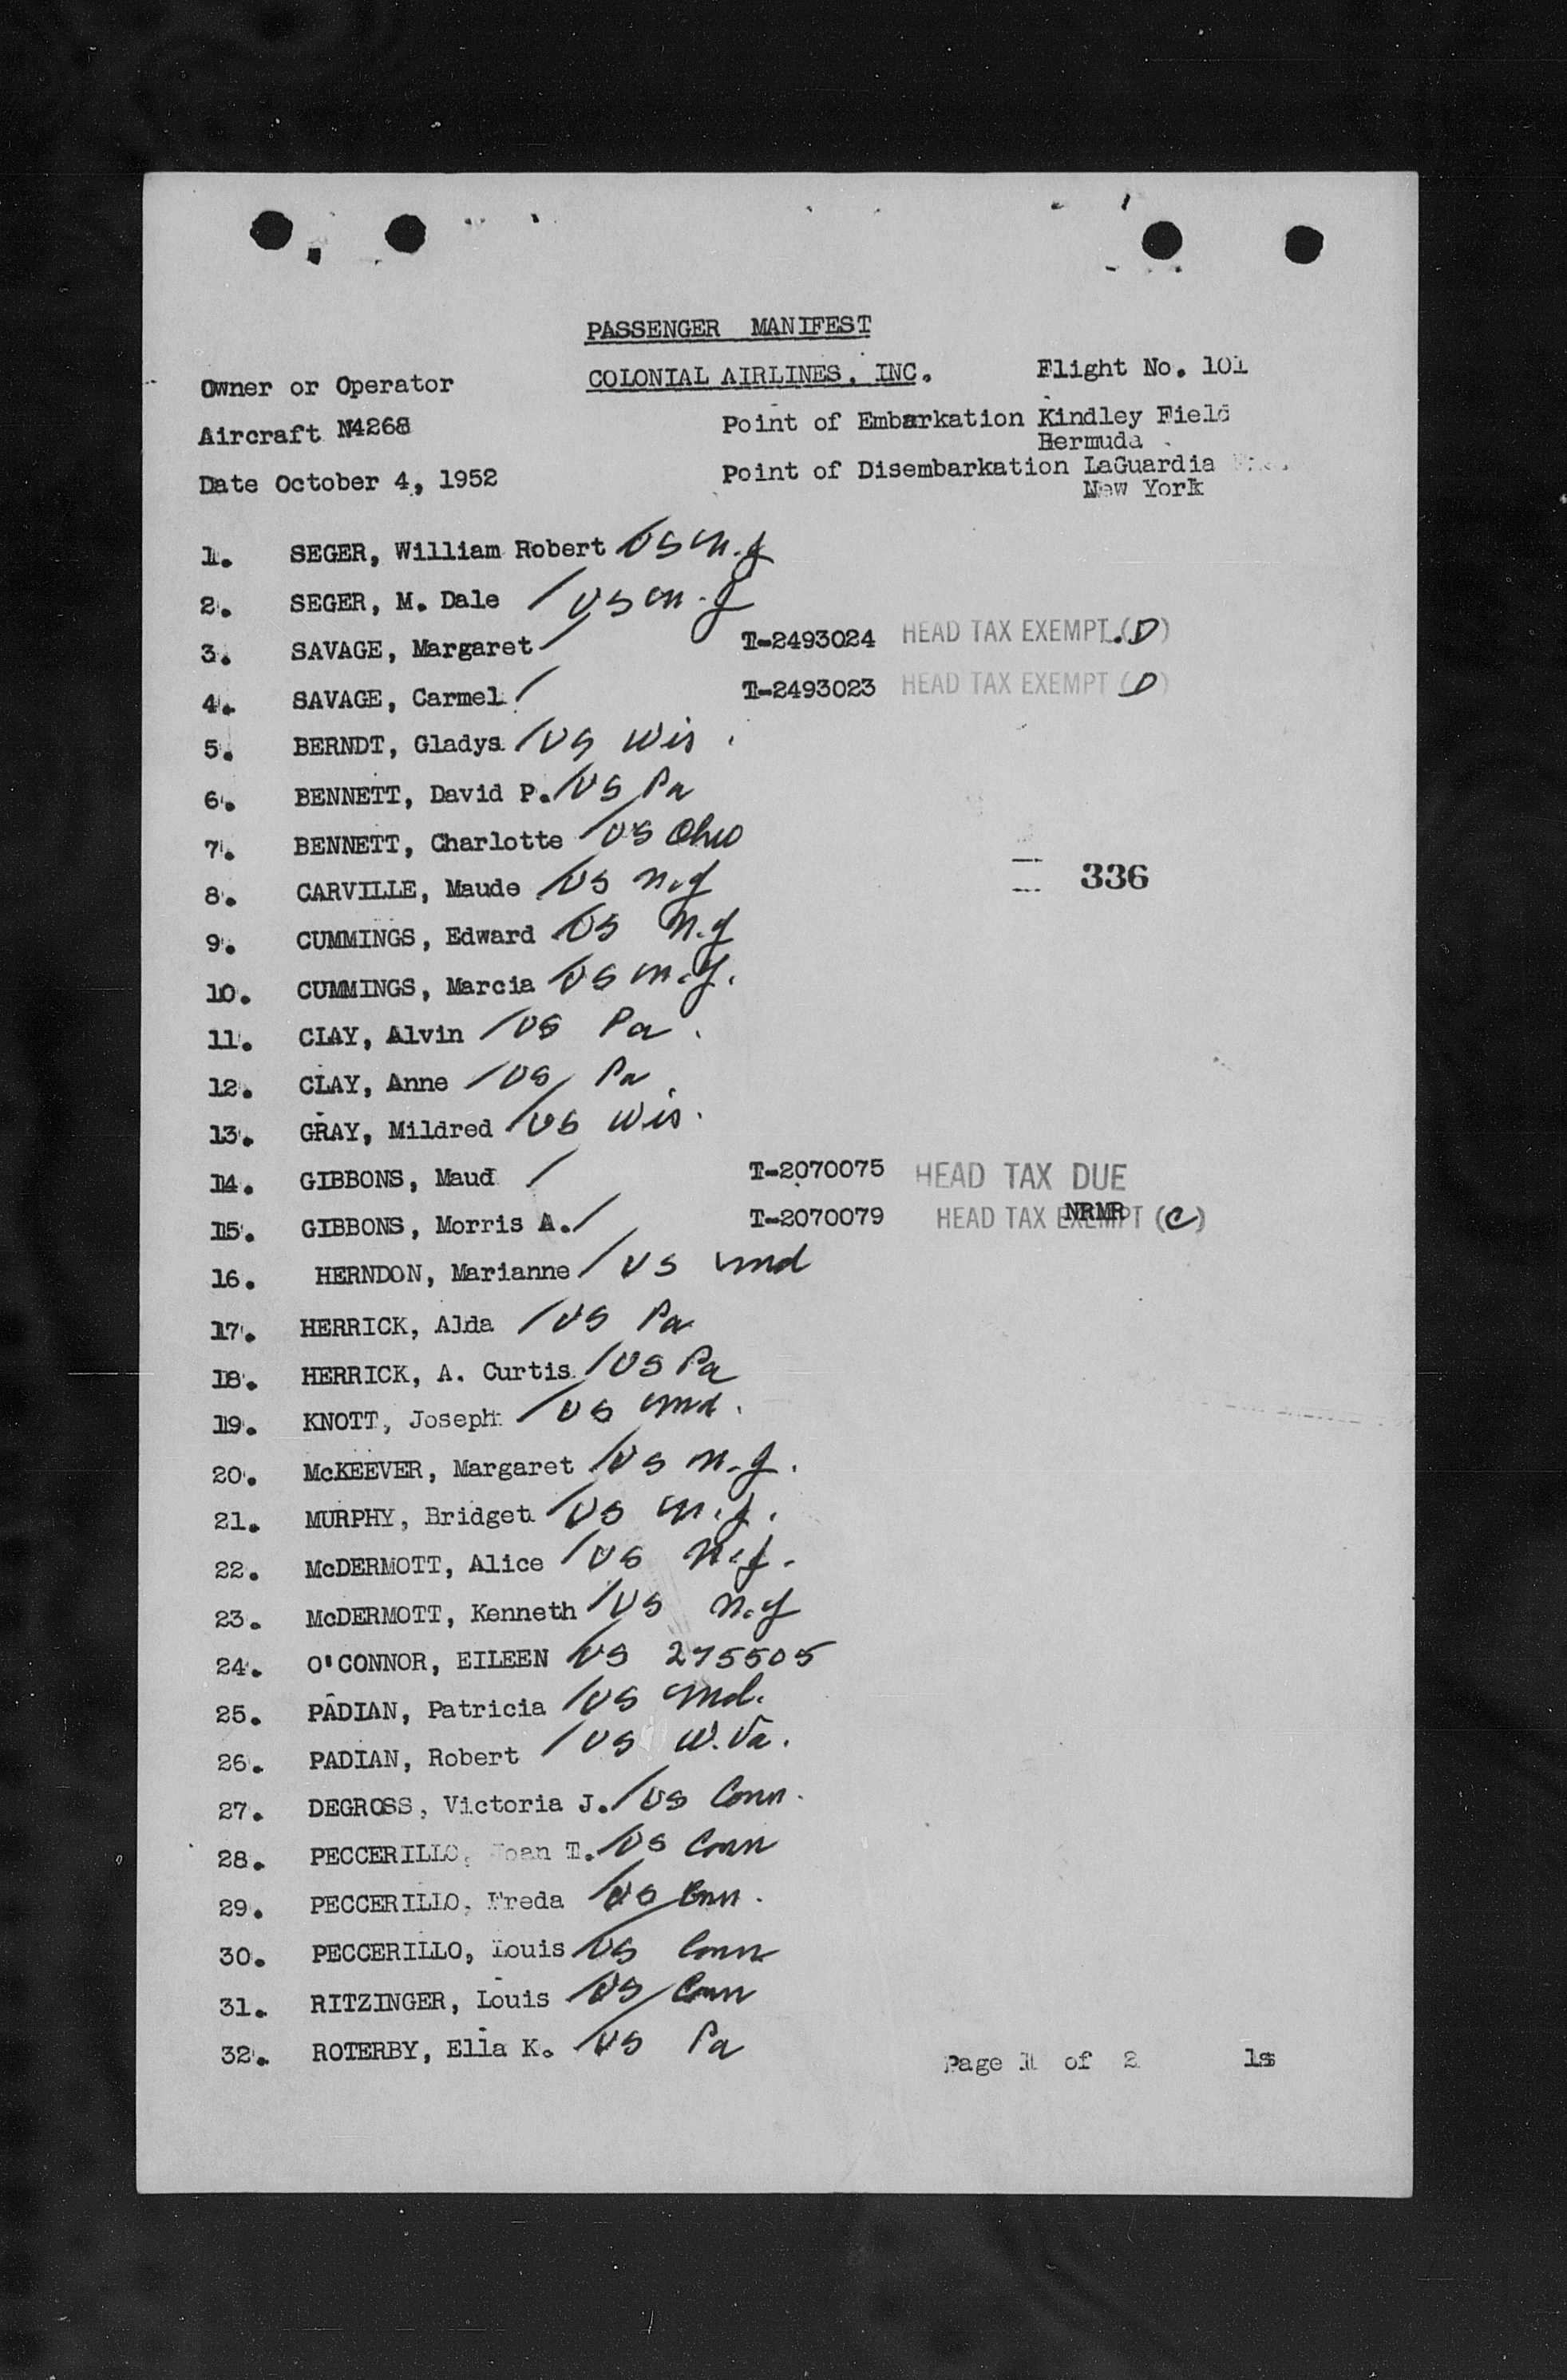 PASSENGER MANIFEST
Owner or Operator COLONIAL AIRLINES, INC. Flight No. 101
Aircraft N4268 Point of Embarkation Kindley Field
Bermuda
Date October 4, 1952 Point of Disembarkation LaGuardia
New York
1. SEGER, William Robert / US N.J
2. SEGER, M. Dale / US N.J
3. SAVAGE, Margaret / T-2493024 HEAD TAX EXEMPT (D)
4. SAVAGE, Carmel / T-2493023 HEAD TAX EXEMPT (D)
5. BERNDT, Gladys / US Wis.
6. BENNETT, David P. / US Pa
7. BENNETT, Charlotte / US Ohio
8. CARVILLE, Maude / US
336
9. CUMMINGS, Edward / US
10. CUMMINGS, Marcia / US
11. CLAY, Alvin / US Pa.
12. CLAY, Anne / US Pa.
13. GRAY, Mildred / US Wis.
14. GIBBONS, Maud / T-2070075 HEAD TAX DUE
15. GIBBONS, Morris A. / T-2070079 HEAD TAX EXEMPT (C) NRMR
16. HERNDON, Marianne / US Md
17. HERRICK, Alda / US Pa
18. HERRICK, A. Curtis / US Pa
19. KNOTT, Joseph / US Md.
20. McKEEVER, Margaret / US N.J.
21. MURPHY, Bridget / US N.J.
22. McDERMOTT, Alice / US N.J.
23. McDERMOTT, Kenneth / US N.Y
24. O'CONNOR, EILEEN / US 275505
25. PADIAN, Patricia / US Md.
26. PADIAN, Robert / US W. Va.
27. DEGROSS, Victoria J. / US Conn.
28. PECCERILLO, Joan T. / US Conn
29. PECCERILLO, Freda / US Conn.
30. PECCERILLO, Louis / US Conn
31. RITZINGER, Louis / US Conn
32. ROTERBY, Ella K. / US Pa
Page 1 of 2 ls